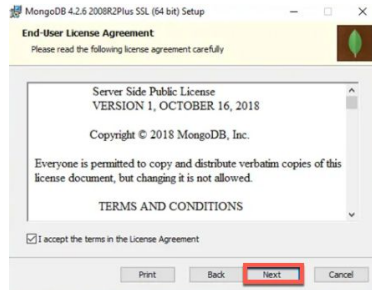 MongoDB 4.2.6 2008R2Plus SSL (64 bit) Setup
End-User License Agreement
Please read the following license agreement carefully
Server Side Public License
VERSION 1, OCTOBER 16, 2018
Copyright © 2018 MongoDB, Inc.
Everyone is permitted to copy and distribute verbatim copies of this
license document, but changing it is not allowed.
TERMS AND CONDITIONS
I accept the terms in the License Agreement
Print Back Next Cancel